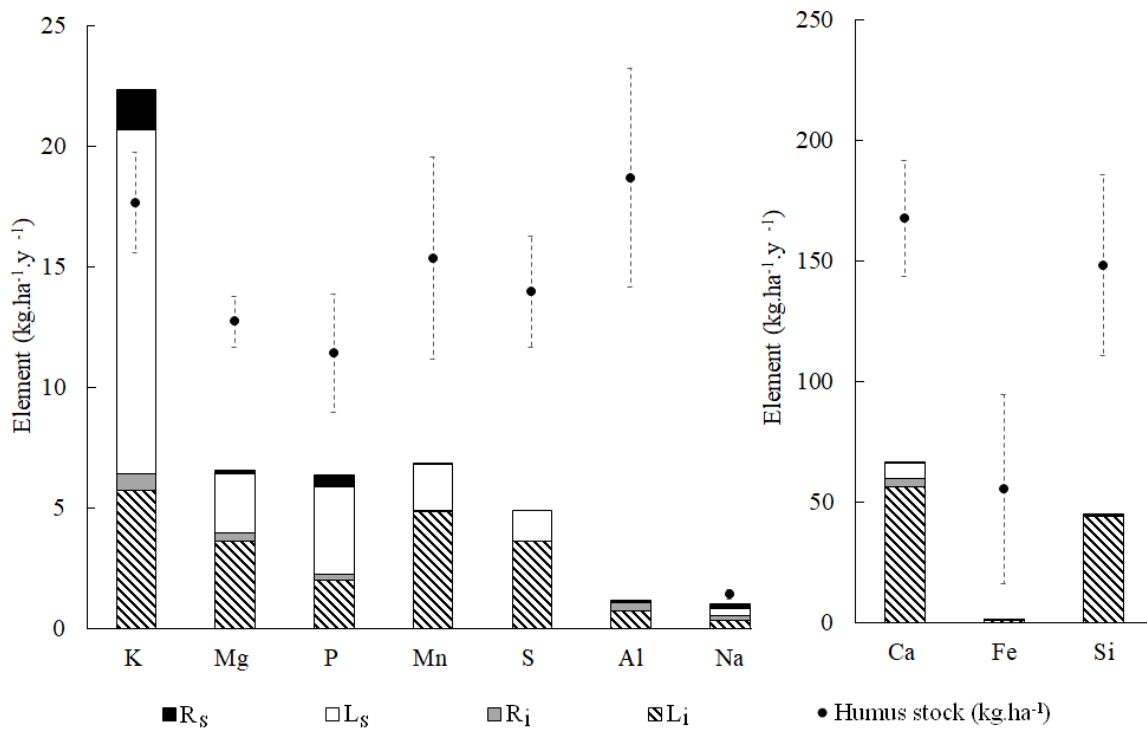 25
20
15
10
5
0
Element (kg.ha⁻¹.y ⁻¹)
K Mg P Mn S Al Na
250
200
150
100
50
0
Element (kg.ha⁻¹.y ⁻¹)
Ca Fe Si
Rs Ls Ri Li Humus stock (kg.ha⁻¹)